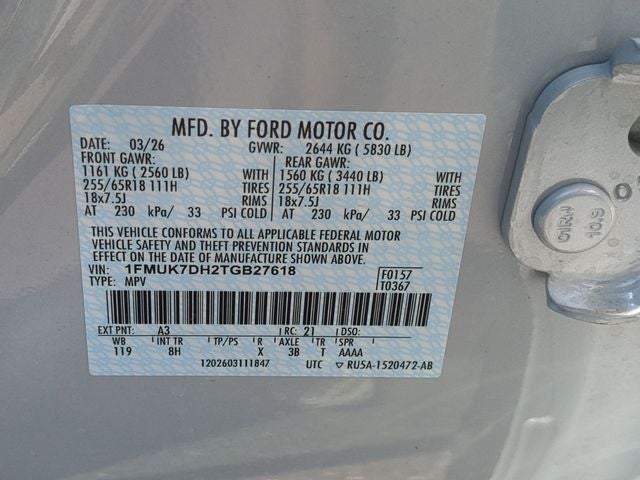 MFD. BY FORD MOTOR CO.
DATE: 03/26 GVWR: 2644 KG ( 5830 LB)
FRONT GAWR: REAR GAWR:
1161 KG ( 2560 LB) WITH 1560 KG ( 3440 LB) WITH
255/65R18 111H TIRES 255/65R18 111H TIRES
18x7.5J RIMS 18x7.5J RIMS
AT 230 kPa/ 33 PSI COLD AT 230 kPa/ 33 PSI COLD
THIS VEHICLE CONFORMS TO ALL APPLICABLE FEDERAL MOTOR
VEHICLE SAFETY AND THEFT PREVENTION STANDARDS IN
EFFECT ON THE DATE OF MANUFACTURE SHOWN ABOVE.
VIN: 1FMUK7DH2TGB27618 F0157
TYPE: MPV T0367
EXT PNT: A3 RC: 21 DSO:
WB INT TR TP/PS R AXLE TR SPR
119 8H X 3B T AAAA
1202603111847 UTC ▽ RU5A-1520472-AB
10.9